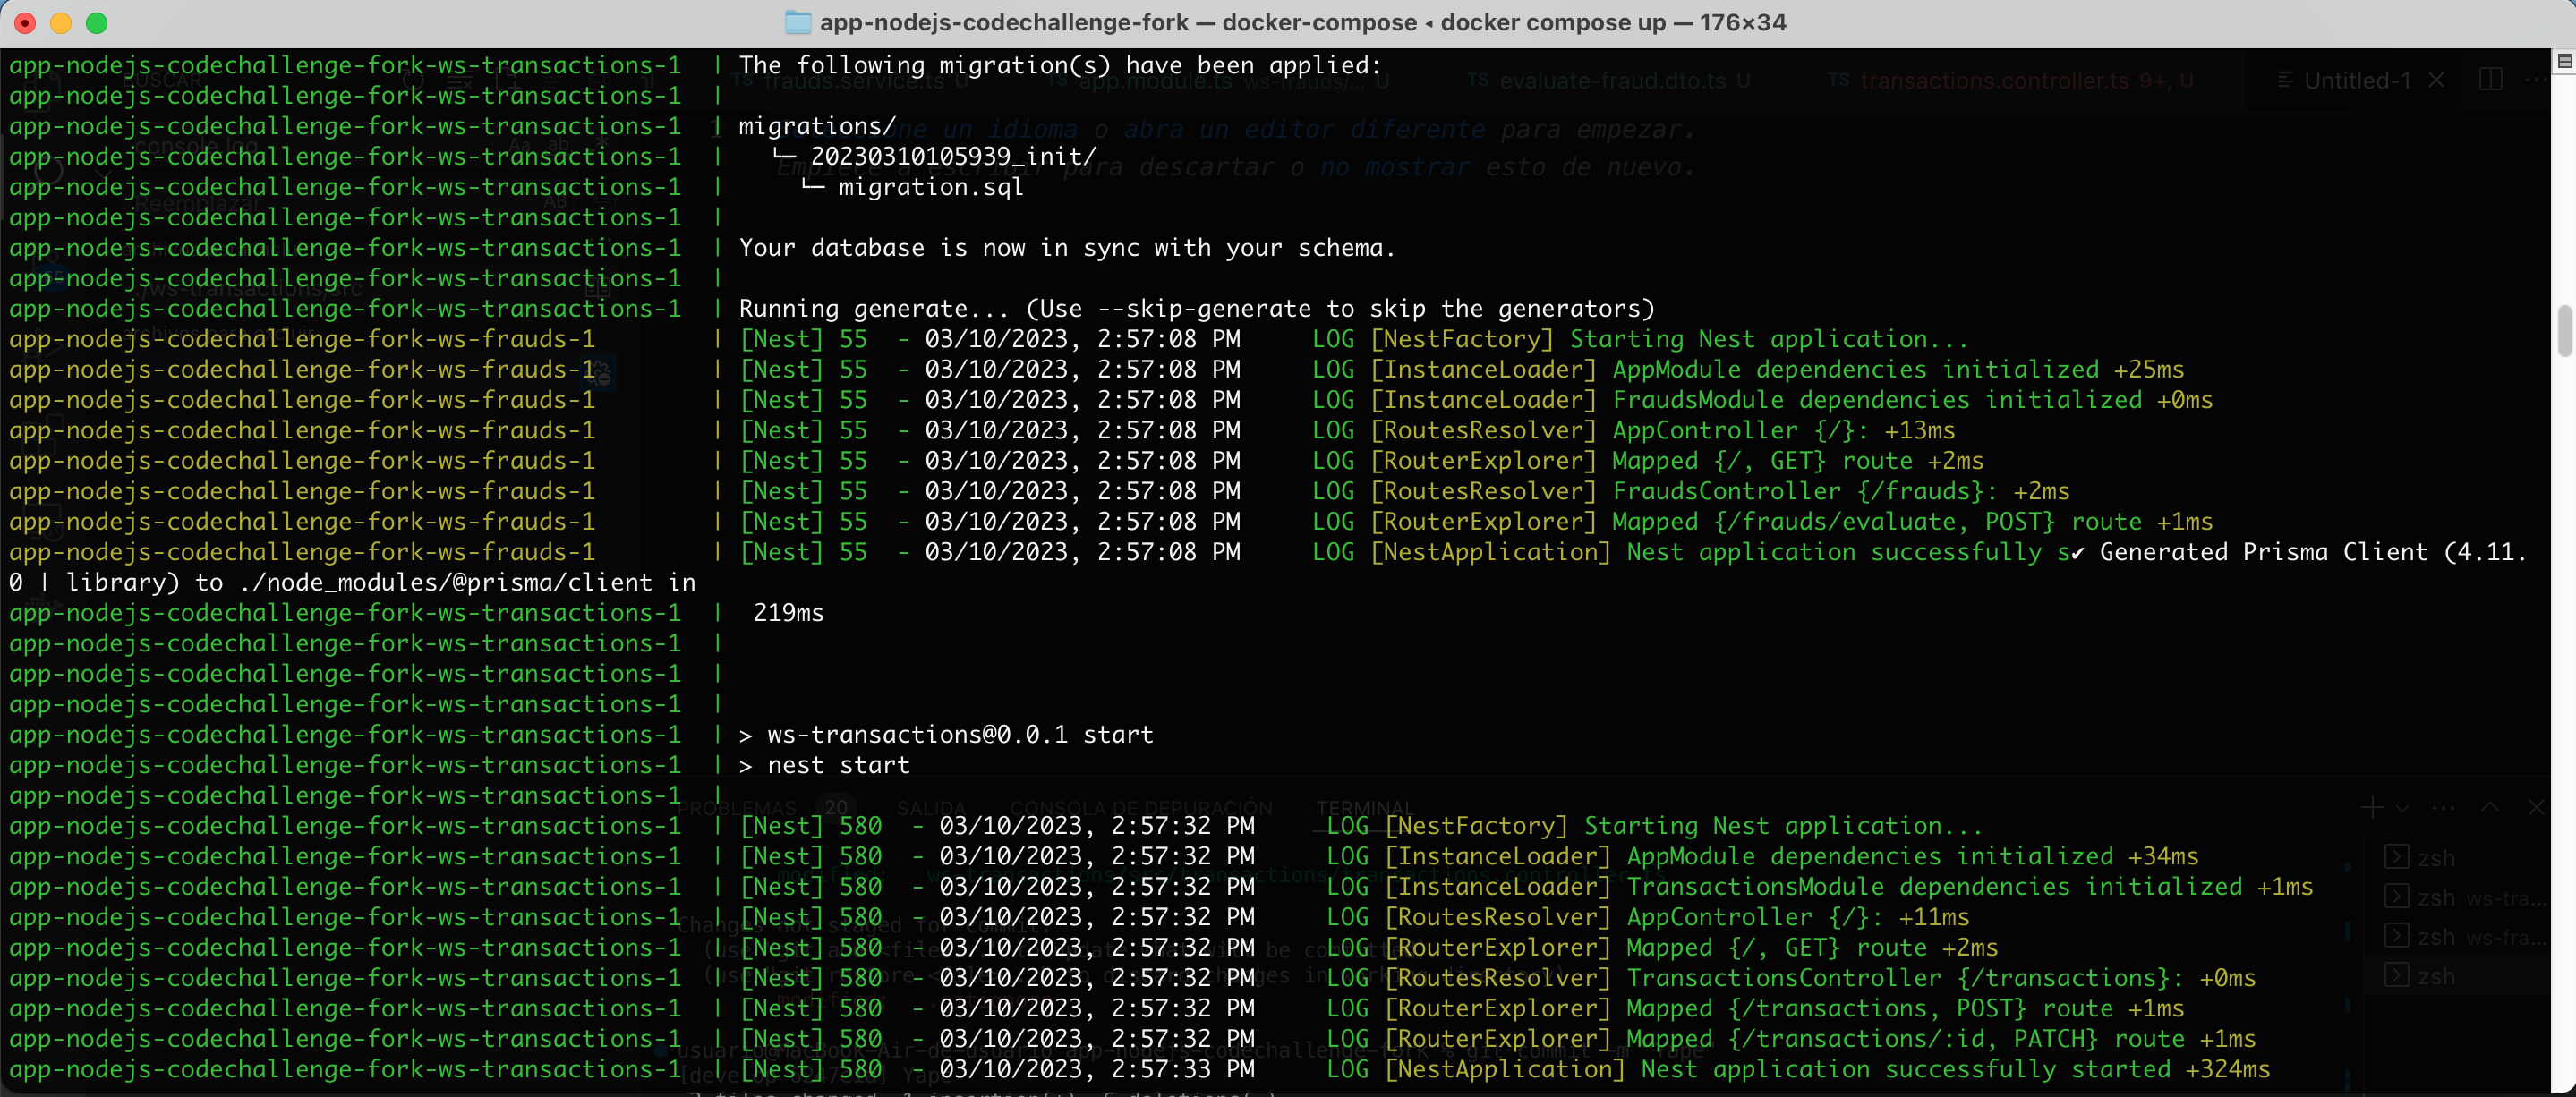 app-nodejs-codechallenge-fork — docker-compose ◂ docker compose up — 176×34
app-nodejs-codechallenge-fork-ws-transactions-1  | The following migration(s) have been applied:
app-nodejs-codechallenge-fork-ws-transactions-1  |
app-nodejs-codechallenge-fork-ws-transactions-1  | migrations/
app-nodejs-codechallenge-fork-ws-transactions-1  |   └─ 20230310105939_init/
app-nodejs-codechallenge-fork-ws-transactions-1  |     └─ migration.sql
app-nodejs-codechallenge-fork-ws-transactions-1  |
app-nodejs-codechallenge-fork-ws-transactions-1  | Your database is now in sync with your schema.
app-nodejs-codechallenge-fork-ws-transactions-1  |
app-nodejs-codechallenge-fork-ws-transactions-1  | Running generate... (Use --skip-generate to skip the generators)
app-nodejs-codechallenge-fork-ws-frauds-1        | [Nest] 55  - 03/10/2023, 2:57:08 PM     LOG [NestFactory] Starting Nest application...
app-nodejs-codechallenge-fork-ws-frauds-1        | [Nest] 55  - 03/10/2023, 2:57:08 PM     LOG [InstanceLoader] AppModule dependencies initialized +25ms
app-nodejs-codechallenge-fork-ws-frauds-1        | [Nest] 55  - 03/10/2023, 2:57:08 PM     LOG [InstanceLoader] FraudsModule dependencies initialized +0ms
app-nodejs-codechallenge-fork-ws-frauds-1        | [Nest] 55  - 03/10/2023, 2:57:08 PM     LOG [RoutesResolver] AppController {/}: +13ms
app-nodejs-codechallenge-fork-ws-frauds-1        | [Nest] 55  - 03/10/2023, 2:57:08 PM     LOG [RouterExplorer] Mapped {/, GET} route +2ms
app-nodejs-codechallenge-fork-ws-frauds-1        | [Nest] 55  - 03/10/2023, 2:57:08 PM     LOG [RoutesResolver] FraudsController {/frauds}: +2ms
app-nodejs-codechallenge-fork-ws-frauds-1        | [Nest] 55  - 03/10/2023, 2:57:08 PM     LOG [RouterExplorer] Mapped {/frauds/evaluate, POST} route +1ms
app-nodejs-codechallenge-fork-ws-frauds-1        | [Nest] 55  - 03/10/2023, 2:57:08 PM     LOG [NestApplication] Nest application successfully s✔ Generated Prisma Client (4.11.
0 | library) to ./node_modules/@prisma/client in
app-nodejs-codechallenge-fork-ws-transactions-1  |  219ms
app-nodejs-codechallenge-fork-ws-transactions-1  |
app-nodejs-codechallenge-fork-ws-transactions-1  |
app-nodejs-codechallenge-fork-ws-transactions-1  |
app-nodejs-codechallenge-fork-ws-transactions-1  | > ws-transactions@0.0.1 start
app-nodejs-codechallenge-fork-ws-transactions-1  | > nest start
app-nodejs-codechallenge-fork-ws-transactions-1  |
app-nodejs-codechallenge-fork-ws-transactions-1  | [Nest] 580  - 03/10/2023, 2:57:32 PM     LOG [NestFactory] Starting Nest application...
app-nodejs-codechallenge-fork-ws-transactions-1  | [Nest] 580  - 03/10/2023, 2:57:32 PM     LOG [InstanceLoader] AppModule dependencies initialized +34ms
app-nodejs-codechallenge-fork-ws-transactions-1  | [Nest] 580  - 03/10/2023, 2:57:32 PM     LOG [InstanceLoader] TransactionsModule dependencies initialized +1ms
app-nodejs-codechallenge-fork-ws-transactions-1  | [Nest] 580  - 03/10/2023, 2:57:32 PM     LOG [RoutesResolver] AppController {/}: +11ms
app-nodejs-codechallenge-fork-ws-transactions-1  | [Nest] 580  - 03/10/2023, 2:57:32 PM     LOG [RouterExplorer] Mapped {/, GET} route +2ms
app-nodejs-codechallenge-fork-ws-transactions-1  | [Nest] 580  - 03/10/2023, 2:57:32 PM     LOG [RoutesResolver] TransactionsController {/transactions}: +0ms
app-nodejs-codechallenge-fork-ws-transactions-1  | [Nest] 580  - 03/10/2023, 2:57:32 PM     LOG [RouterExplorer] Mapped {/transactions, POST} route +1ms
app-nodejs-codechallenge-fork-ws-transactions-1  | [Nest] 580  - 03/10/2023, 2:57:32 PM     LOG [RouterExplorer] Mapped {/transactions/:id, PATCH} route +1ms
app-nodejs-codechallenge-fork-ws-transactions-1  | [Nest] 580  - 03/10/2023, 2:57:33 PM     LOG [NestApplication] Nest application successfully started +324ms